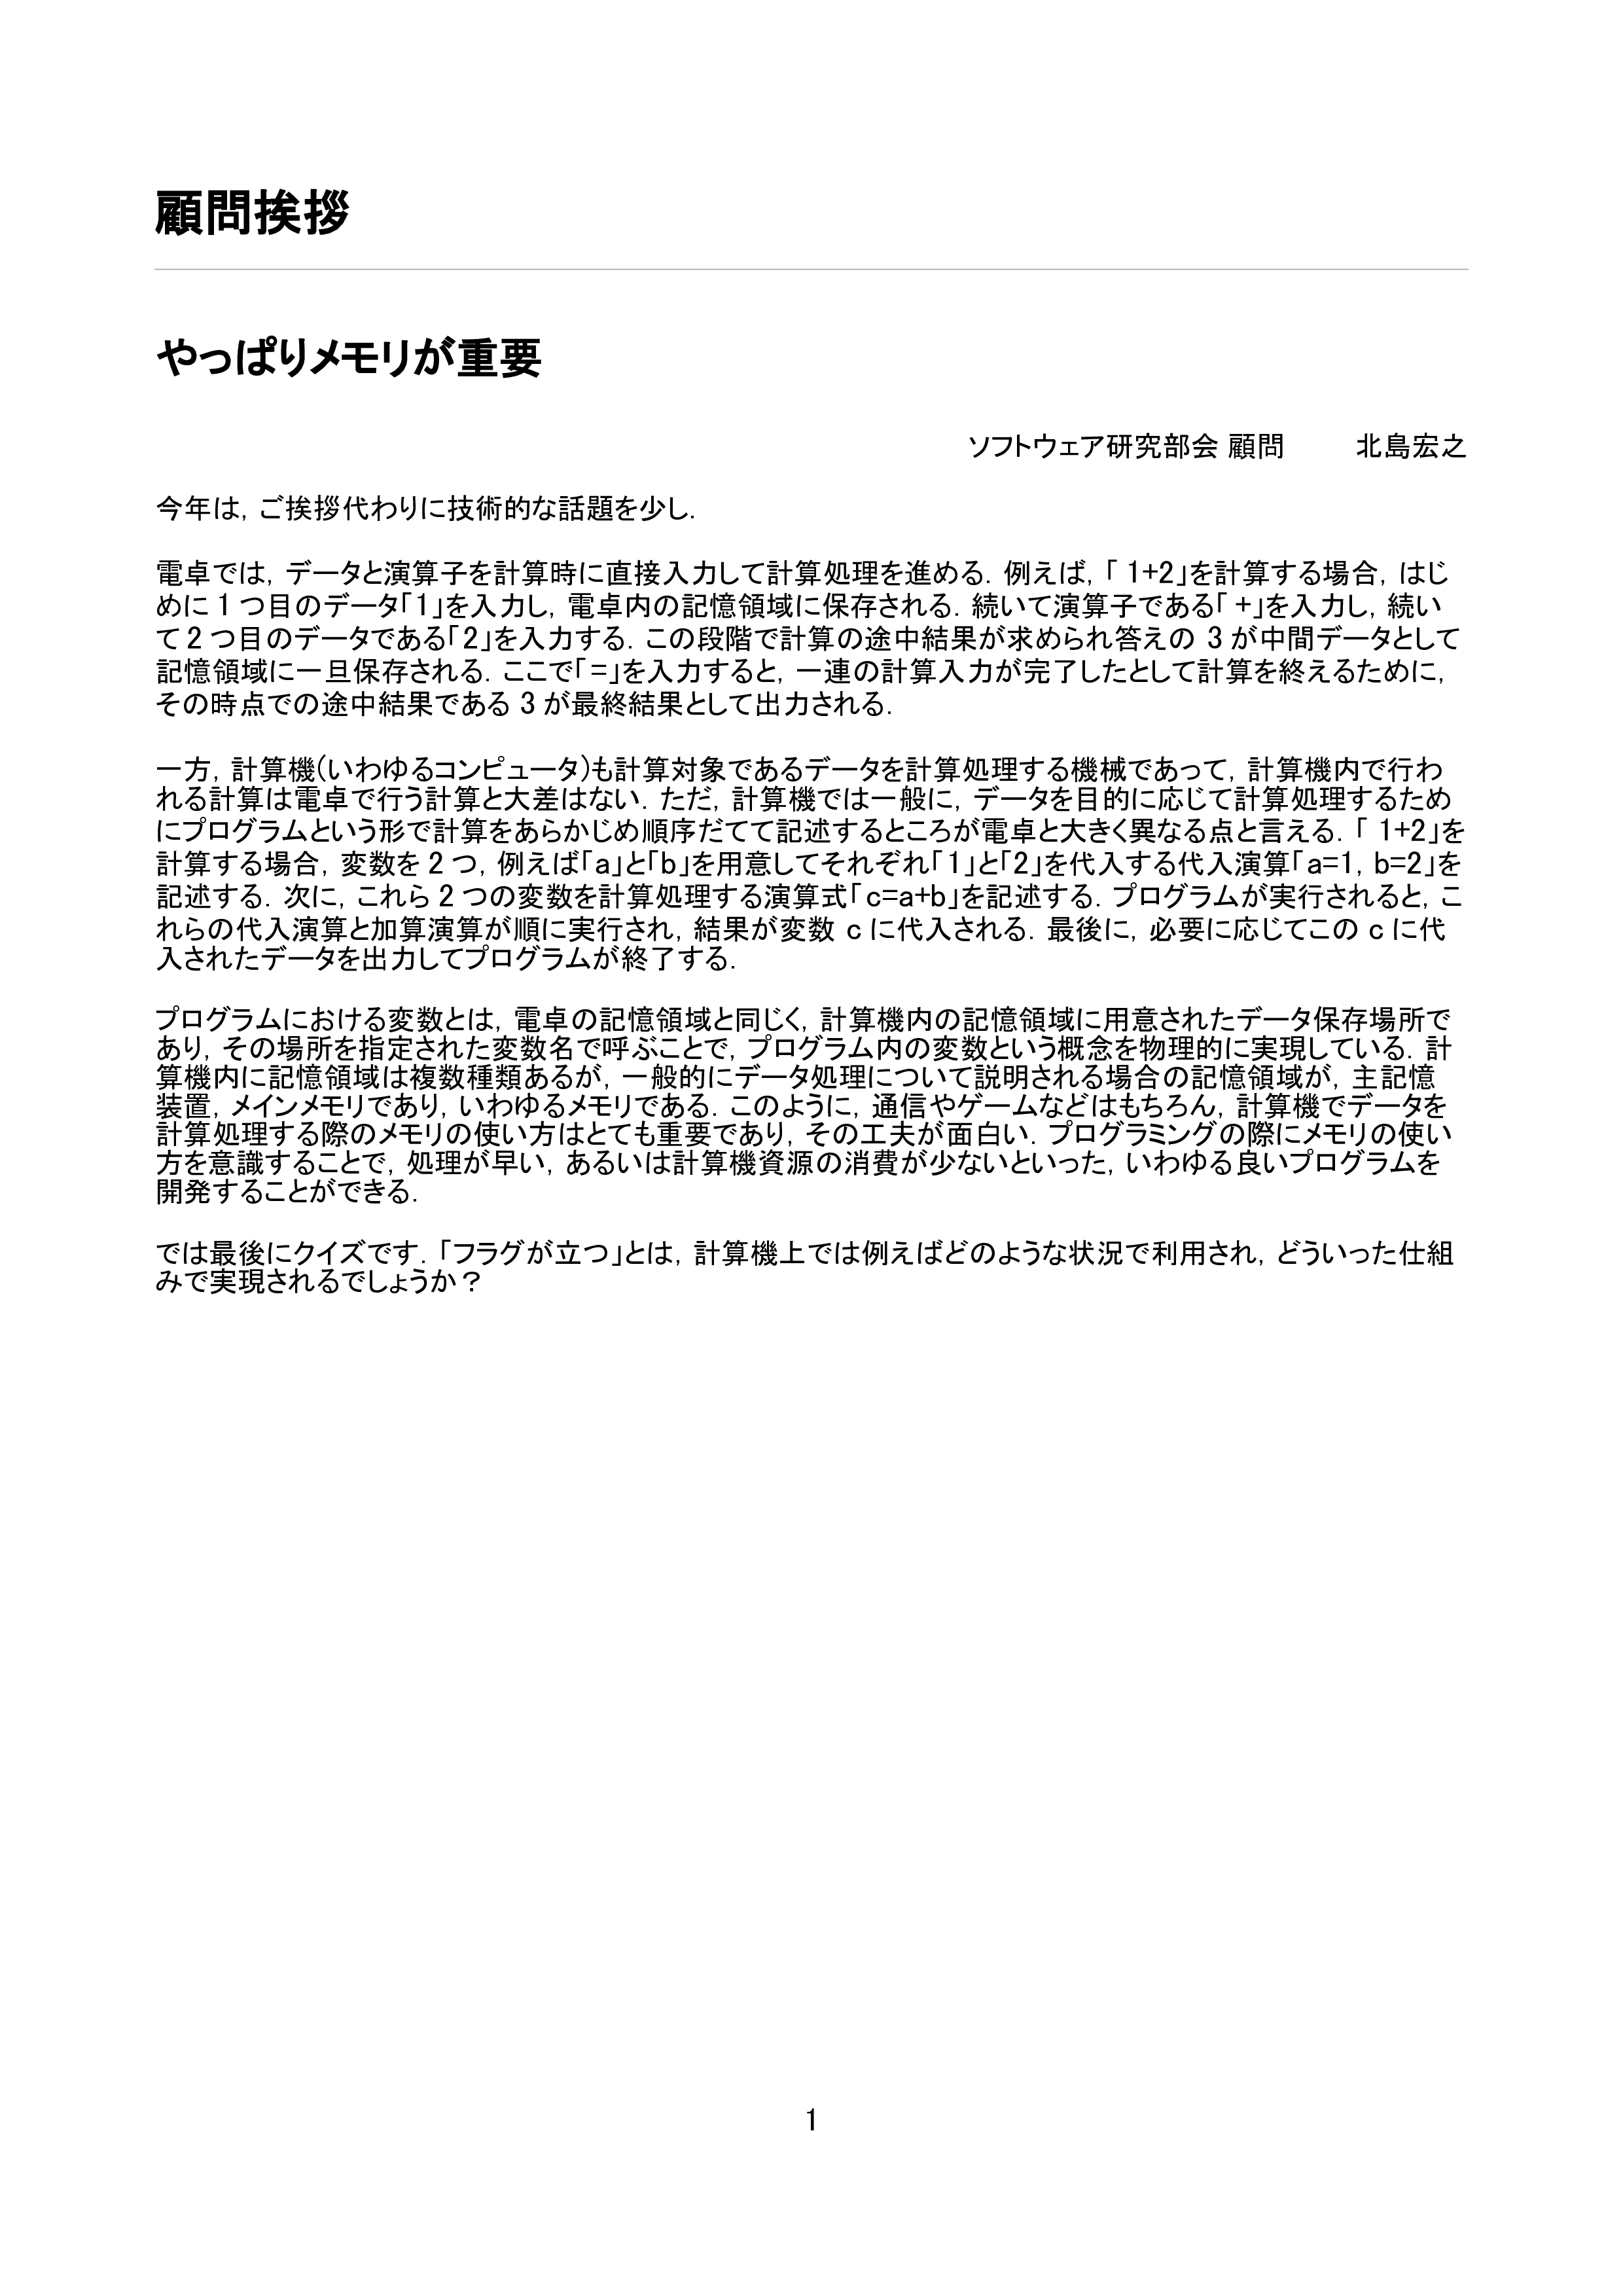 顧問挨拶
やっぱりメモリが重要
ソフトウェア研究部会 顧問　　北島宏之
今年は, ご挨拶代わりに技術的な話題を少し.
電卓では, データと演算子を計算時に直接入力して計算処理を進める. 例えば, 「1+2」を計算する場合, はじ
めに 1 つ目のデータ「1」を入力し, 電卓内の記憶領域に保存される. 続いて演算子である「+」を入力し, 続い
て 2 つ目のデータである「2」を入力する. この段階で計算の途中結果が求められ答えの 3 が中間データとして
記憶領域に一旦保存される. ここで「=」を入力すると, 一連の計算入力が完了したとして計算を終えるために,
その時点での途中結果である 3 が最終結果として出力される.
一方, 計算機(いわゆるコンピュータ)も計算対象であるデータを計算処理する機械であって, 計算機内で行わ
れる計算は電卓で行う計算と大差はない. ただ, 計算機では一般に, データを目的に応じて計算処理するため
にプログラムという形で計算をあらかじめ順序だてて記述するところが電卓と大きく異なる点と言える. 「1+2」を
計算する場合, 変数を 2 つ, 例えば「a」と「b」を用意してそれぞれ「1」と「2」を代入する代入演算「a=1, b=2」を
記述する. 次に, これら 2 つの変数を計算処理する演算式「c=a+b」を記述する. プログラムが実行されると, こ
れらの代入演算と加算演算が順に実行され, 結果が変数 c に代入される. 最後に, 必要に応じてこの c に代
入されたデータを出力してプログラムが終了する.
プログラムにおける変数とは, 電卓の記憶領域と同じく, 計算機内の記憶領域に用意されたデータ保存場所で
あり, その場所を指定された変数名で呼ぶことで, プログラム内の変数という概念を物理的に実現している. 計
算機内に記憶領域は複数種類あるが, 一般的にデータ処理について説明される場合の記憶領域が, 主記憶
装置, メインメモリであり, いわゆるメモリである. このように, 通信やゲームなどはもちろん, 計算機でデータを
計算処理する際のメモリの使い方はとても重要であり, その工夫が面白い. プログラミングの際にメモリの使い
方を意識することで, 処理が早い, あるいは計算機資源の消費が少ないといった, いわゆる良いプログラムを
開発することができる.
では最後にクイズです. 「フラグが立つ」とは, 計算機上では例えばどのような状況で利用され, どういった仕組
みで実現されるでしょうか？
1